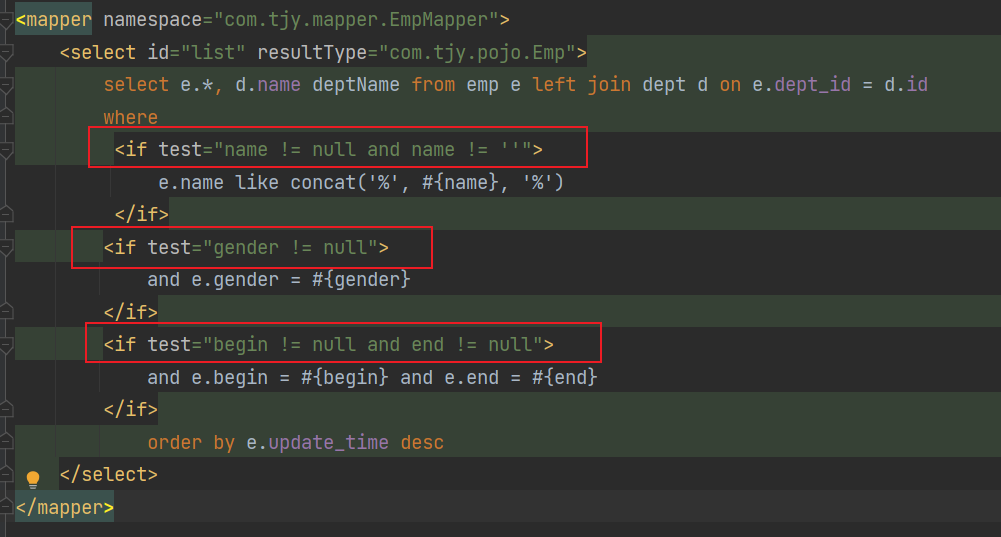 <mapper namespace="com.tjy.mapper.EmpMapper">
<select id="list" resultType="com.tjy.pojo.Emp">
select e.*, d.name deptName from emp e left join dept d on e.dept_id = d.id
where
<if test="name != null and name != ''">
e.name like concat('%', #{name}, '%')
</if>
<if test="gender != null">
and e.gender = #{gender}
</if>
<if test="begin != null and end != null">
and e.begin = #{begin} and e.end = #{end}
</if>
order by e.update_time desc
</select>
</mapper>